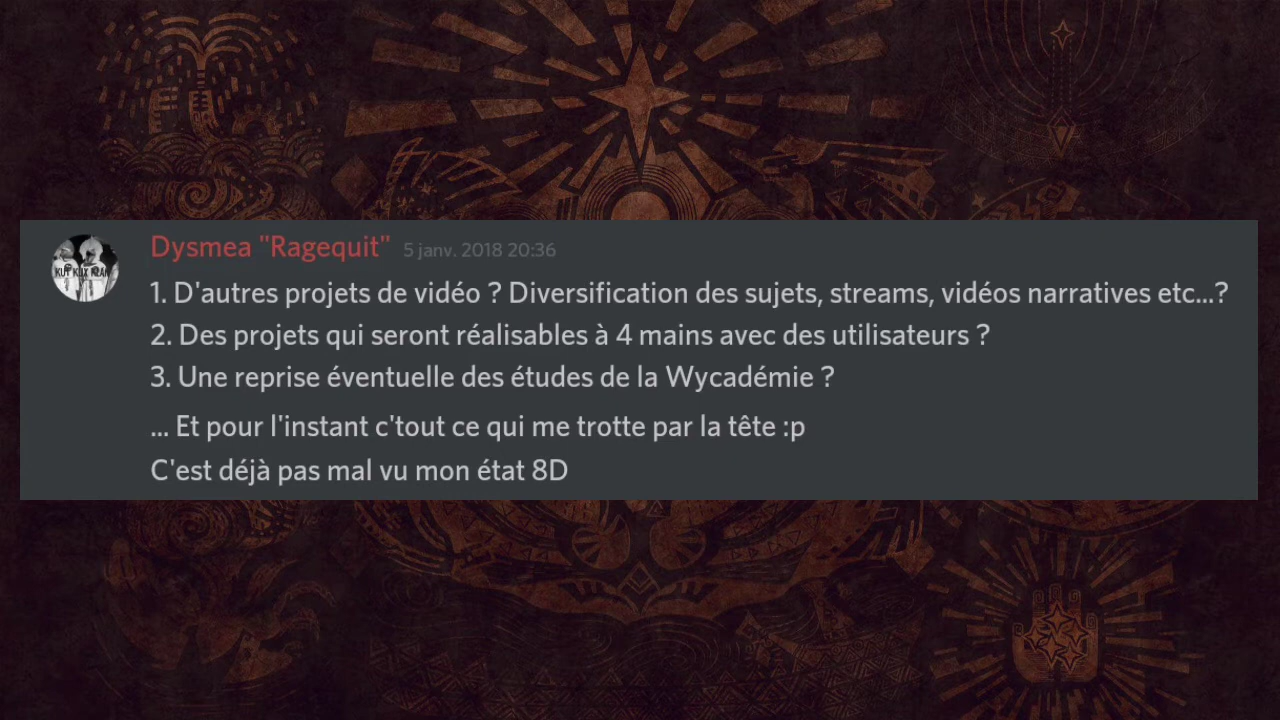 Dysmea "Ragequit" 5 janv. 2018 20:36
1. D'autres projets de vidéo ? Diversification des sujets, streams, vidéos narratives etc...?
2. Des projets qui seront réalisables à 4 mains avec des utilisateurs ?
3. Une reprise éventuelle des études de la Wycadémie ?
... Et pour l'instant c'tout ce qui me trotte par la tête :p
C'est déjà pas mal vu mon état 8D